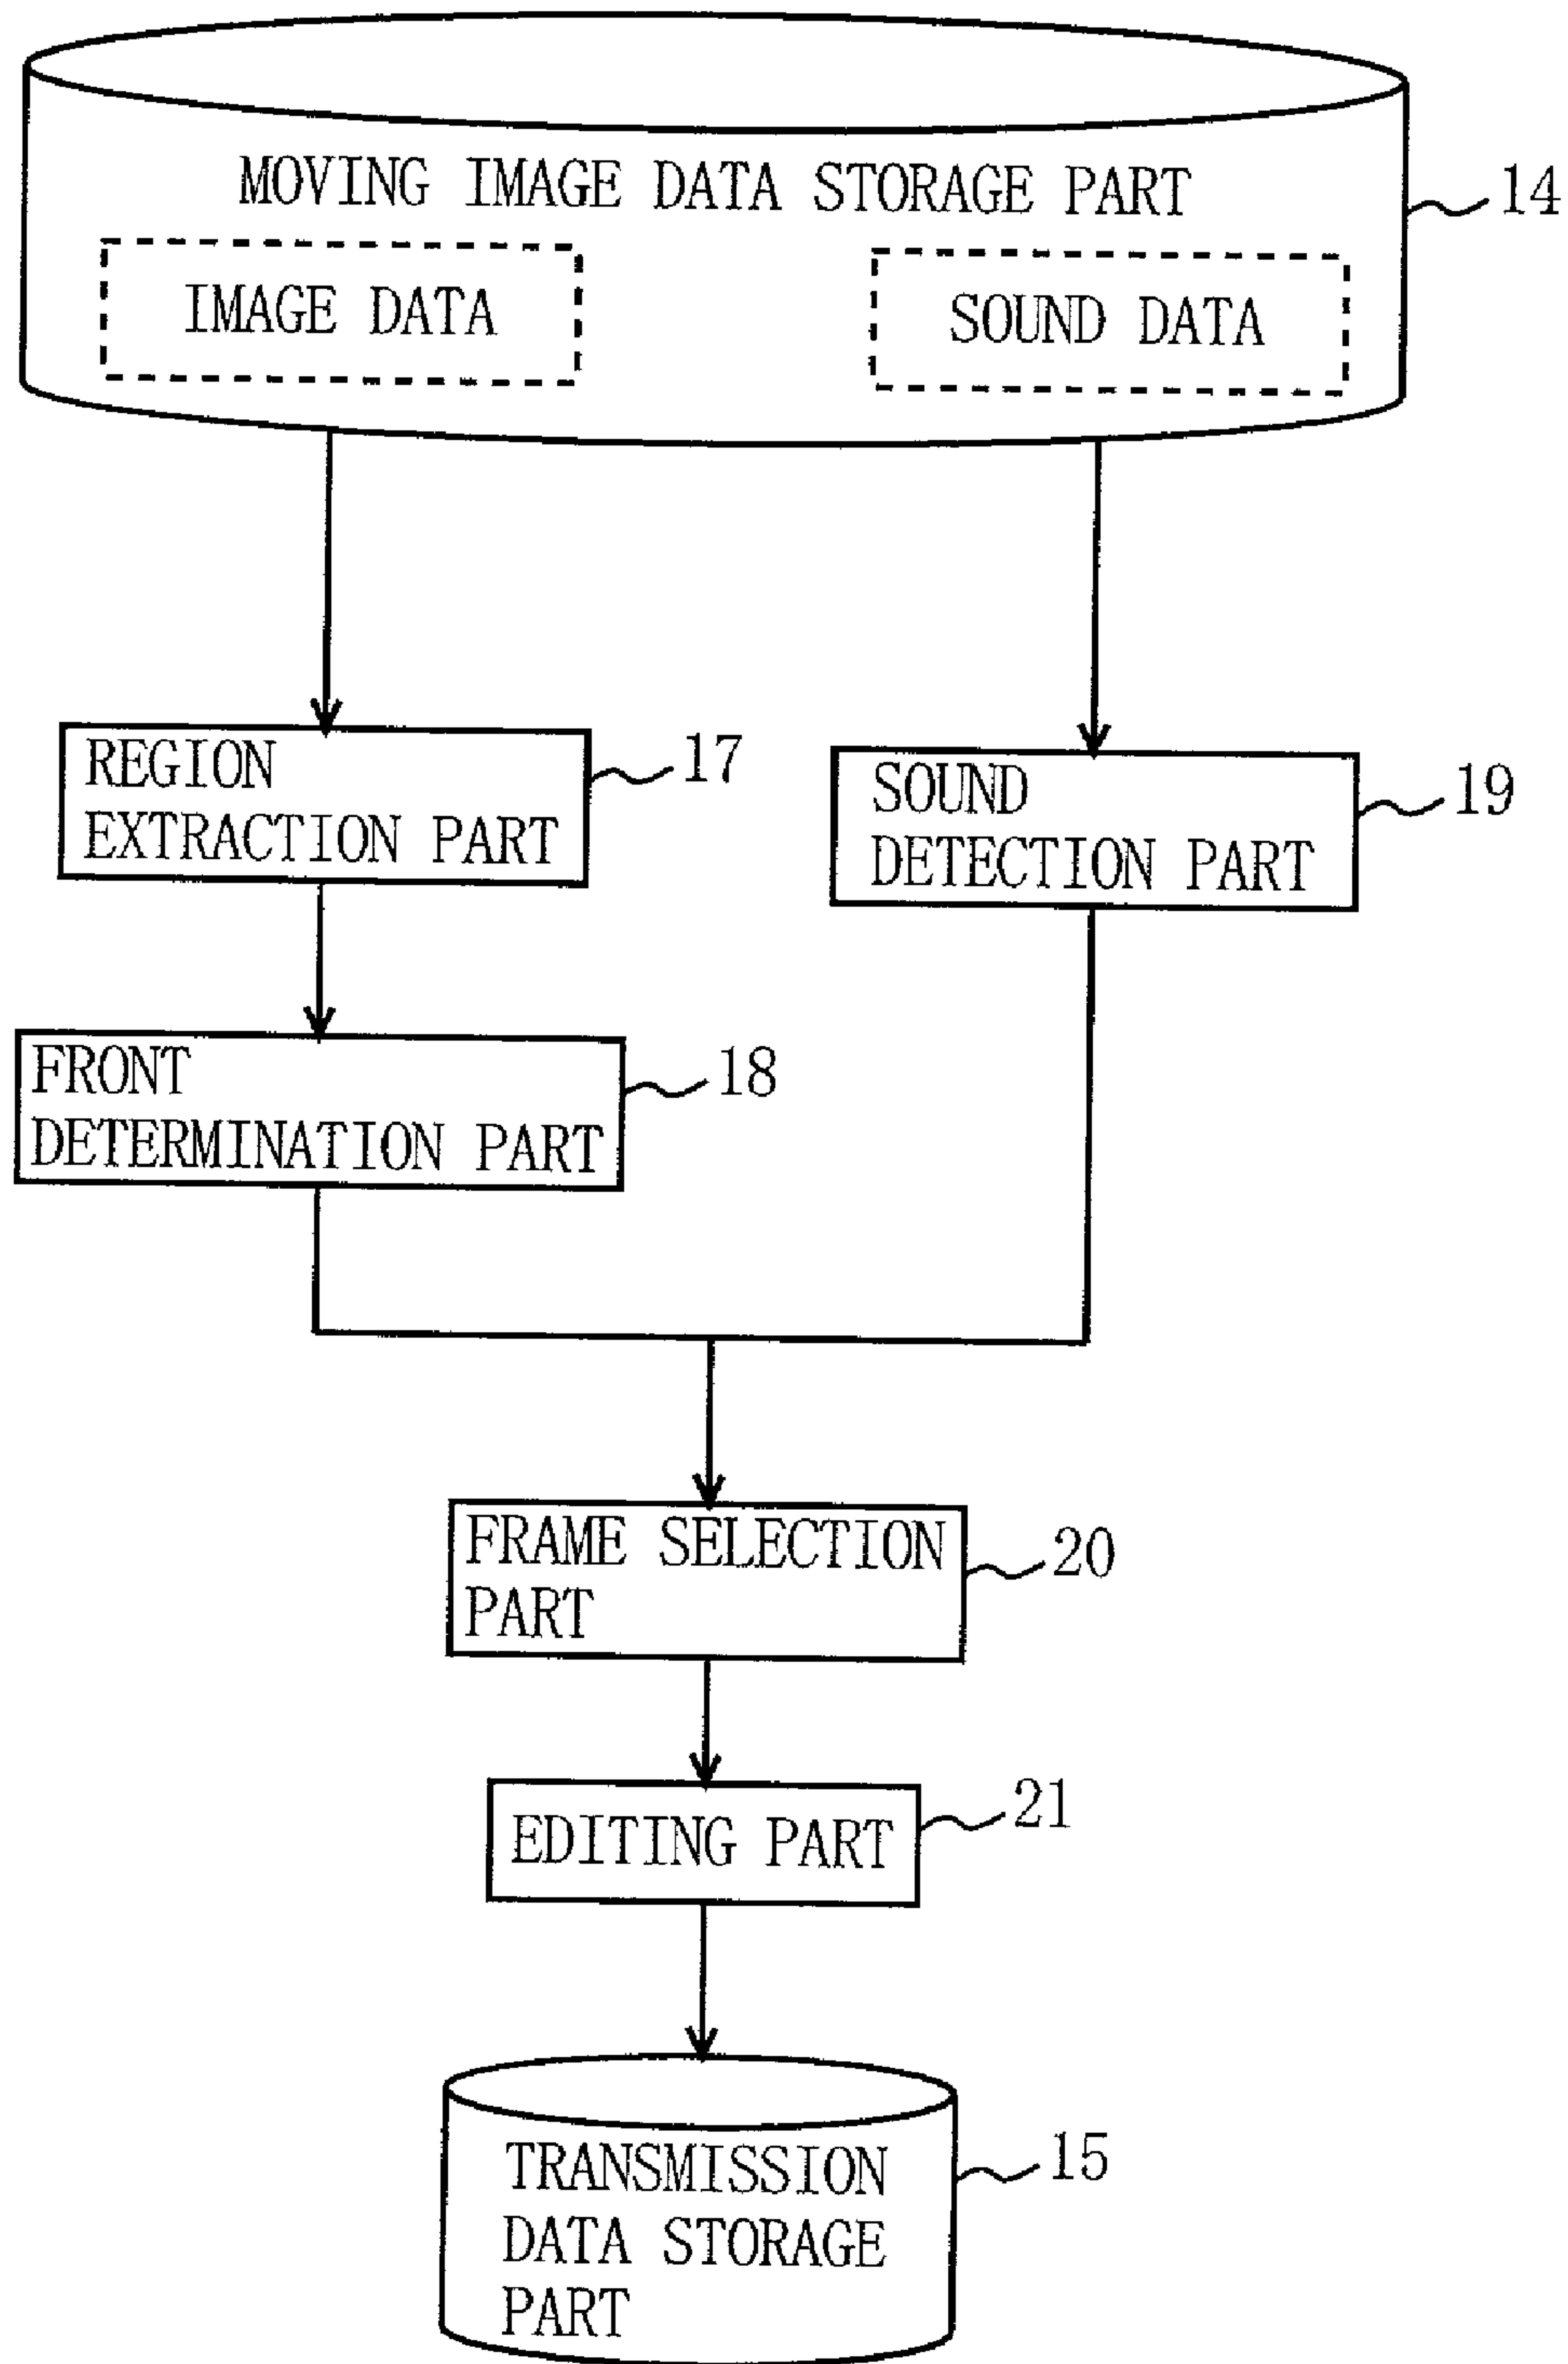 MOVING IMAGE DATA STORAGE PART
14
IMAGE DATA
SOUND DATA
REGION
EXTRACTION PART
17
SOUND
DETECTION PART
19
FRONT
DETERMINATION PART
18
FRAME SELECTION
PART
20
EDITING PART
21
TRANSMISSION
DATA STORAGE
PART
15